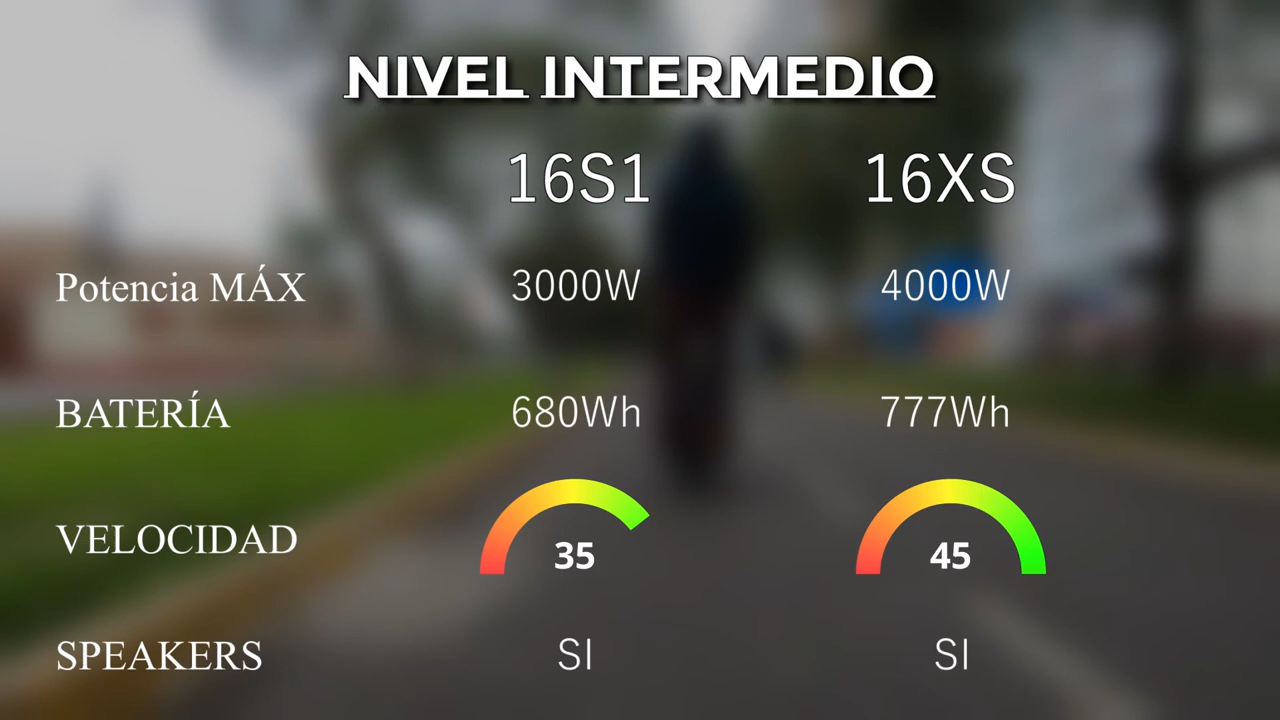 NIVEL INTERMEDIO
16S1 16XS
Potencia MÁX 3000W 4000W
BATERÍA 680Wh 777Wh
VELOCIDAD 35 45
SPEAKERS SI SI